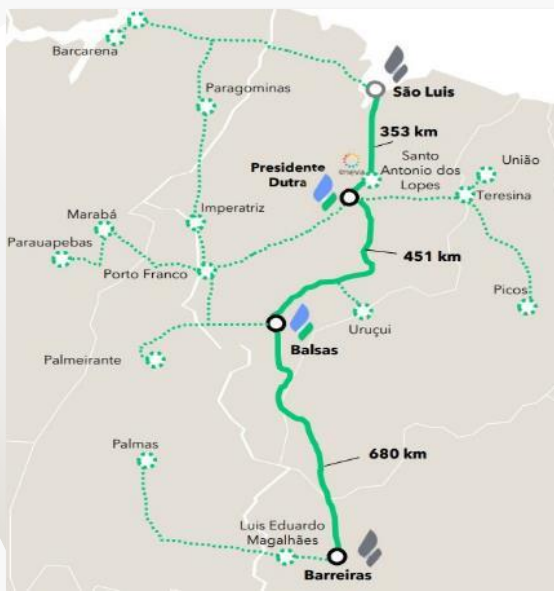 Barcarena
São Luis
Paragominas
353 km
eneva
Santo
Antonio dos
Lopes
União
Presidente
Dutra
Teresina
Marabá
Imperatriz
Parauapebas
Porto Franco
451 km
Picos
Uruçui
Balsas
Palmeirante
Palmas
680 km
Luis Eduardo
Magalhães
Barreiras